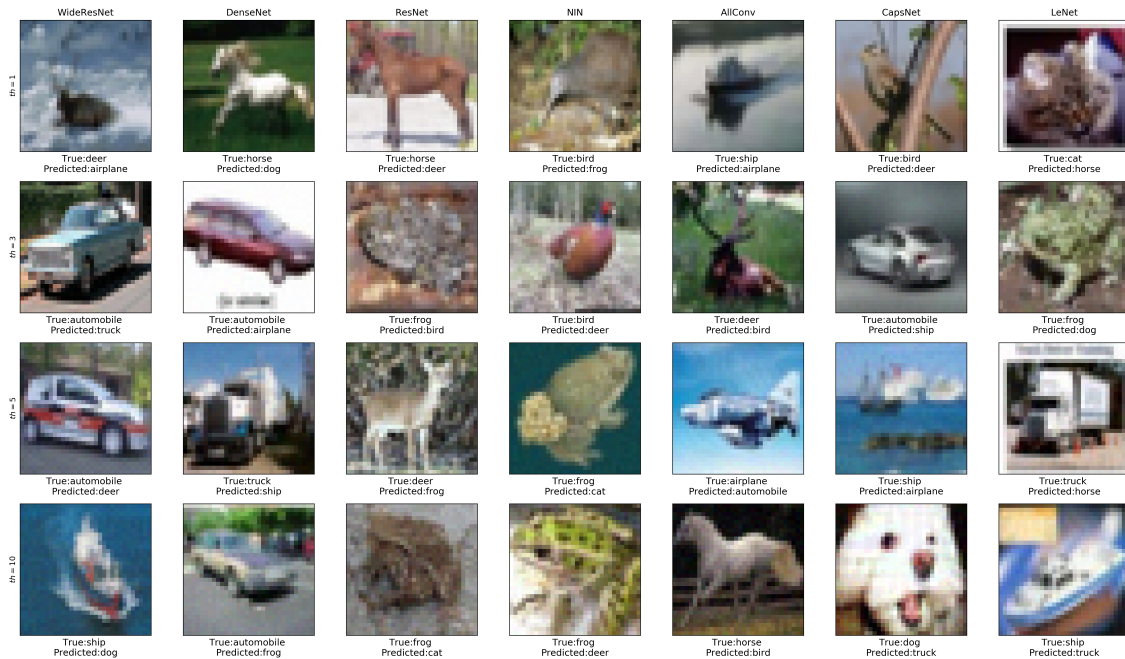 WideResNet
DenseNet
ResNet
NIN
AllConv
CapsNet
LeNet
th = 1
True:deer
Predicted:airplane
True:horse
Predicted:dog
True:horse
Predicted:deer
True:bird
Predicted:frog
True:ship
Predicted:airplane
True:bird
Predicted:deer
True:cat
Predicted:horse
th = 3
True:automobile
Predicted:truck
True:automobile
Predicted:airplane
True:frog
Predicted:bird
True:bird
Predicted:deer
True:deer
Predicted:bird
True:automobile
Predicted:ship
True:frog
Predicted:dog
th = 5
True:automobile
Predicted:deer
True:truck
Predicted:ship
True:deer
Predicted:frog
True:frog
Predicted:cat
True:airplane
Predicted:automobile
True:ship
Predicted:airplane
True:truck
Predicted:horse
th = 10
True:ship
Predicted:dog
True:automobile
Predicted:frog
True:frog
Predicted:cat
True:frog
Predicted:deer
True:horse
Predicted:bird
True:dog
Predicted:truck
True:ship
Predicted:truck